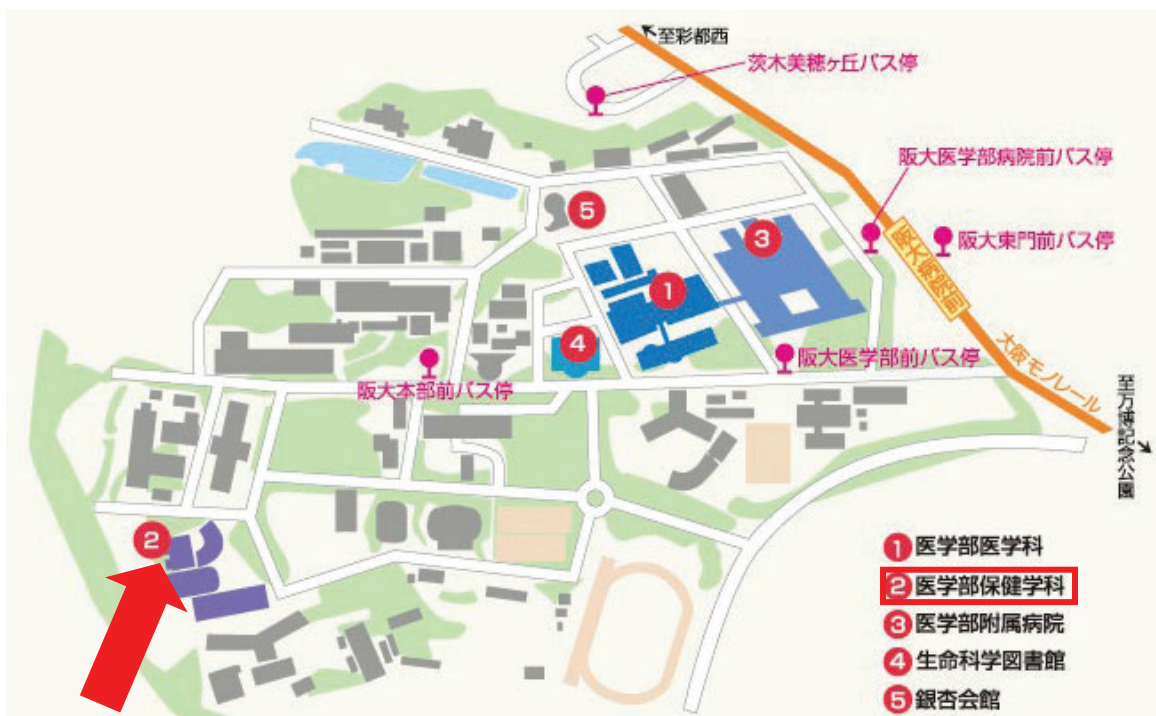 至彩都西
茨木美穂ヶ丘バス停
阪大医学部病院前バス停
5
3
阪大東門前バス停
阪大病院前
1
4
大阪モノレール
阪大医学部前バス停
阪大本部前バス停
至万博記念公園
2
1 医学部医学科
2 医学部保健学科
3 医学部附属病院
4 生命科学図書館
5 銀杏会館